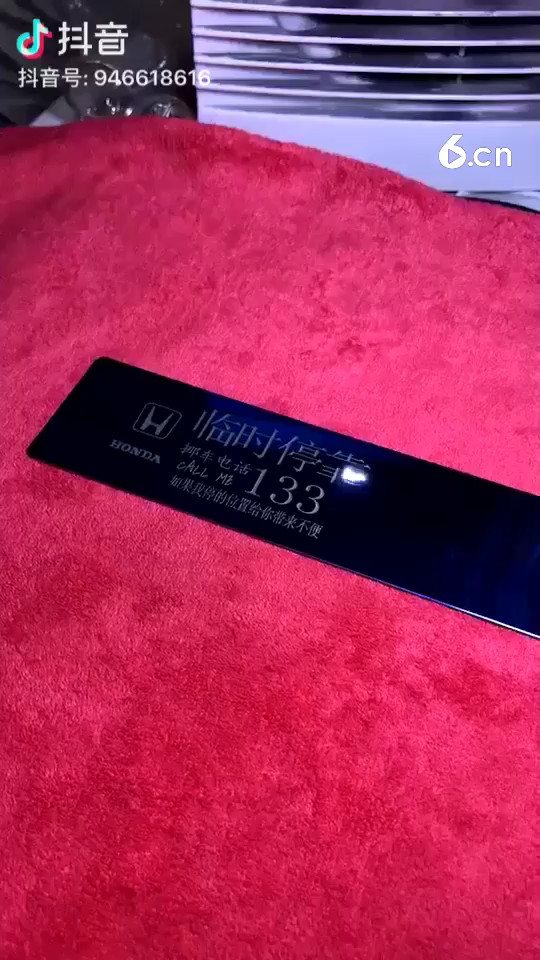 抖音
抖音号: 946618616
6.cn
临时停靠
HONDA
挪车电话
CALL ME
133
如果我停的位置给你带来不便